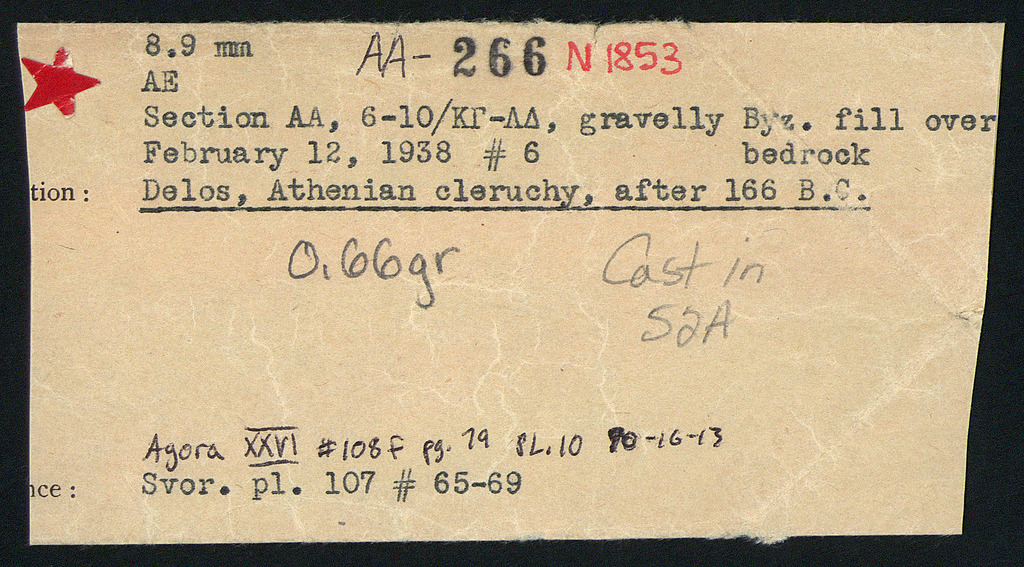 8.9 mm AA- 266 N 1853
AE
Section AA, 6-10/ΚΓ-ΛΔ, gravelly Byz. fill over
February 12, 1938 # 6 bedrock
tion: Delos, Athenian cleruchy, after 166 B.C.
0.66gr Cast in
S2A
Agora XXVI #108f pg. 79 PL.10 -16-13
nce: Svor. pl. 107 # 65-69